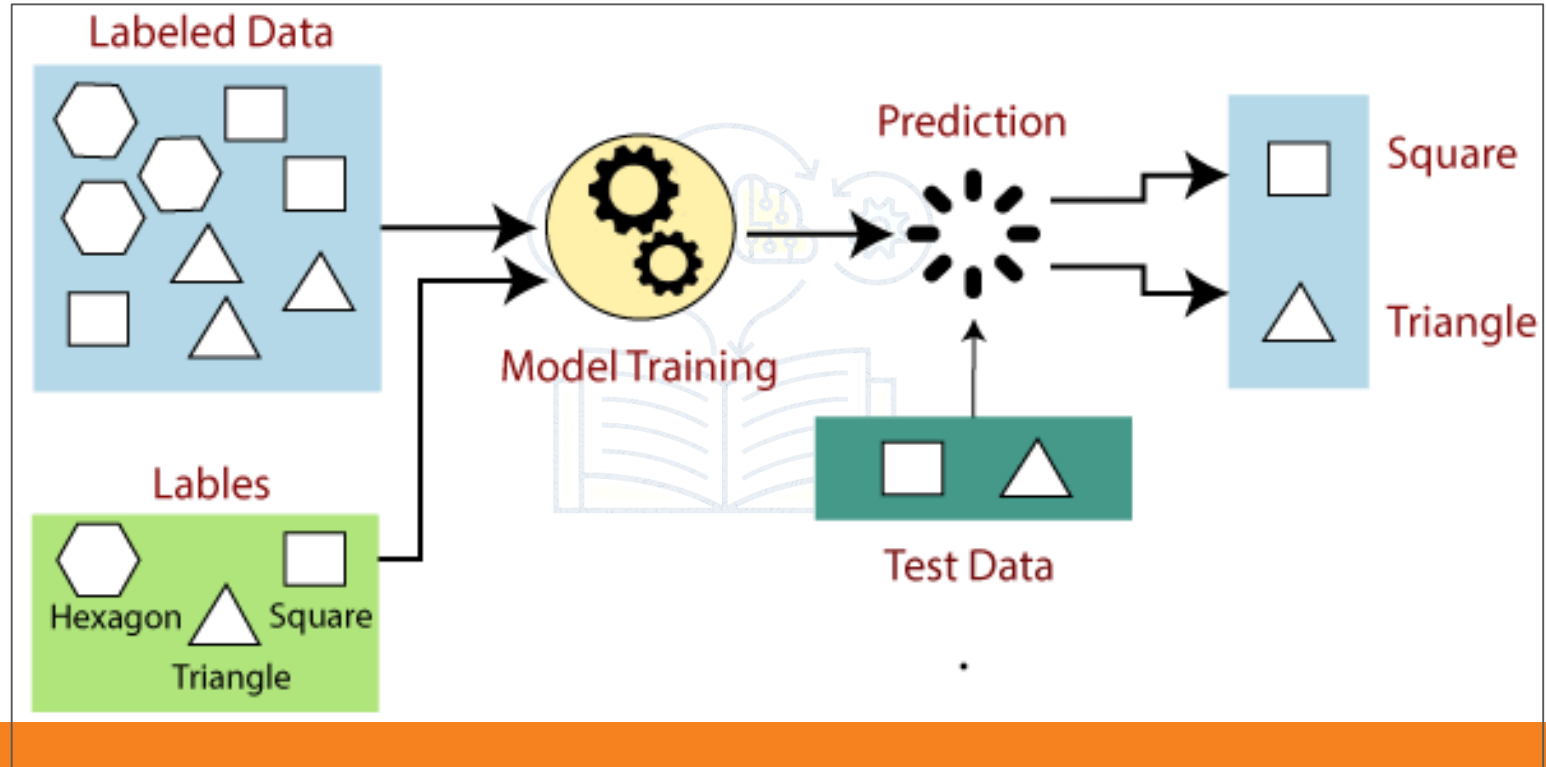 Labeled Data
Prediction
Square
Triangle
Model Training
Lables
Hexagon
Square
Triangle
Test Data
.